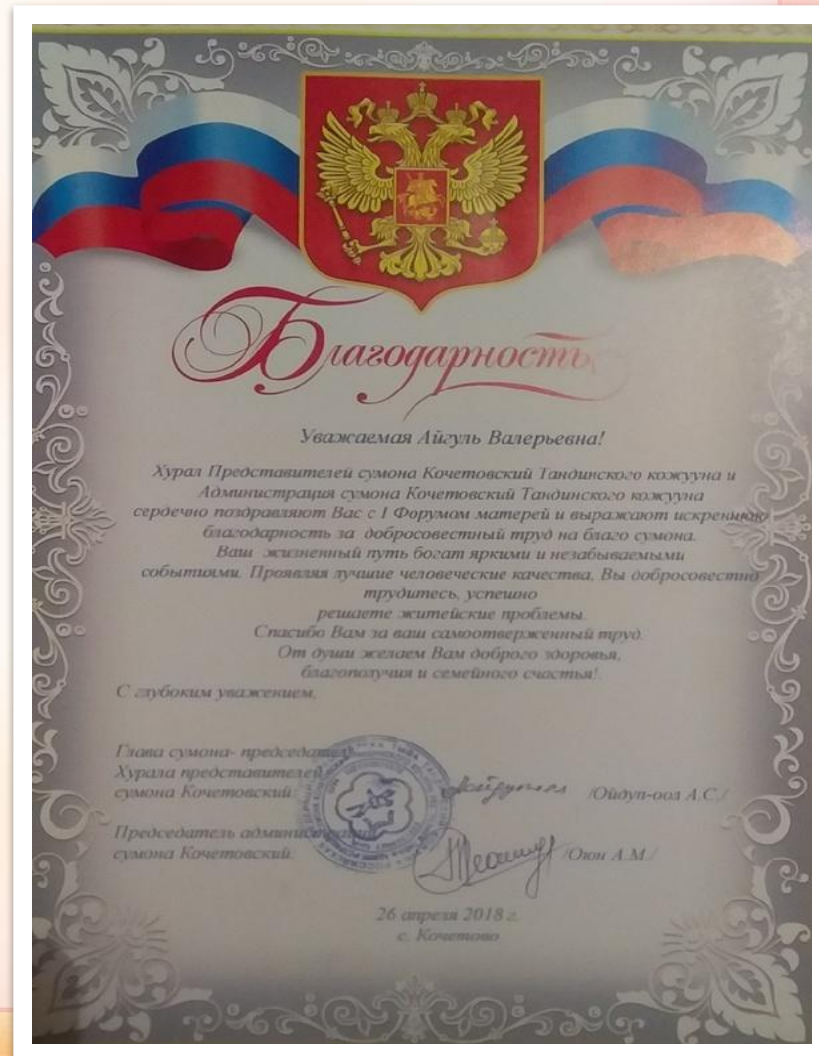 Благодарность
Уважаемая Айгуль Валерьевна!
Хурал Представителей сумона Кочетовский Тандинского кожууна и
Администрация сумона Кочетовский Тандинского кожууна
сердечно поздравляют Вас с I Форумом матерей и выражают искреннюю
благодарность за добросовестный труд на благо сумона.
Ваш жизненный путь богат яркими и незабываемыми
событиями. Проявляя лучшие человеческие качества, Вы добросовестно
трудитесь, успешно
решаете житейские проблемы.
Спасибо Вам за ваш самоотверженный труд.
От души желаем Вам доброго здоровья,
благополучия и семейного счастья!
С глубоким уважением,
Глава сумона- председатель
Хурала представителей
сумона Кочетовский: /Ойдуп-оол А.С./
Председатель администрации
сумона Кочетовский: /Оюн А.М./
26 апреля 2018 г.
с. Кочетово